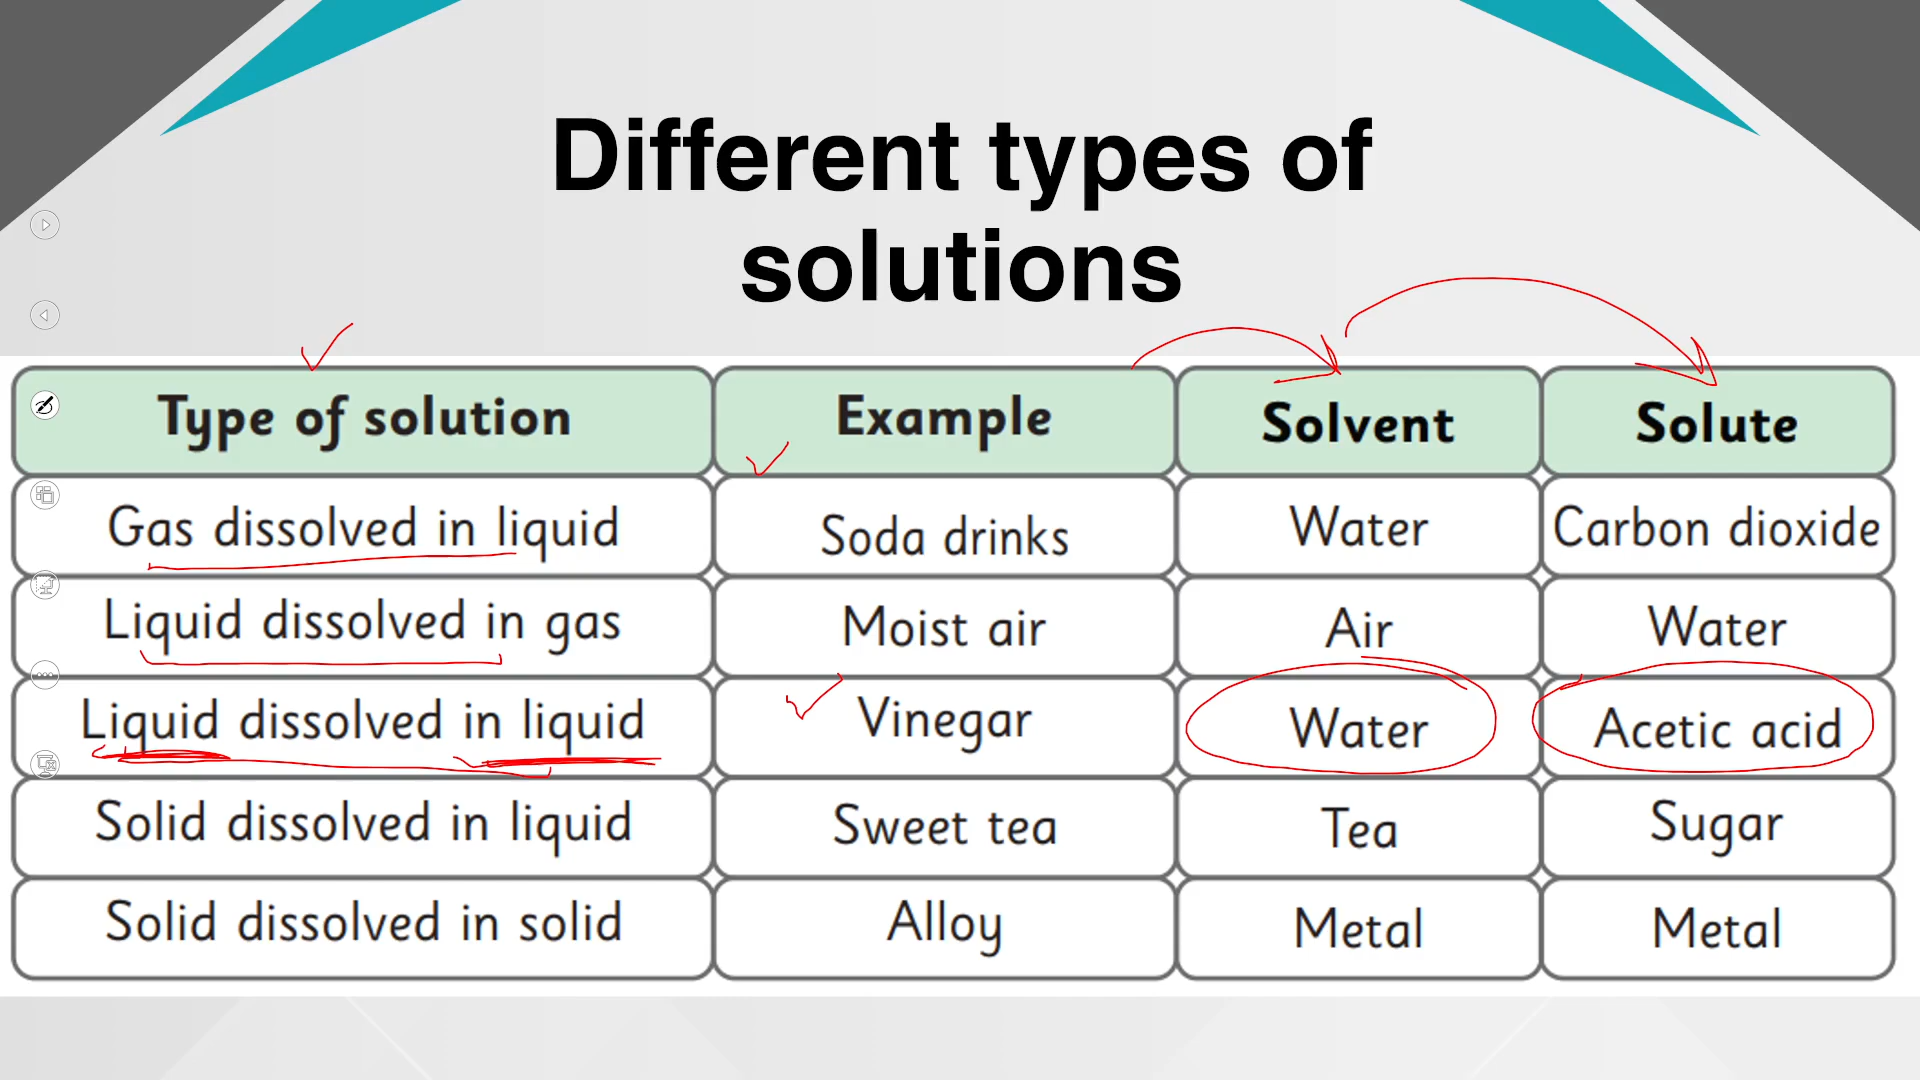 Different types of
solutions
Type of solution Example Solvent Solute
Gas dissolved in liquid Soda drinks Water Carbon dioxide
Liquid dissolved in gas Moist air Air Water
Liquid dissolved in liquid Vinegar Water Acetic acid
Solid dissolved in liquid Sweet tea Tea Sugar
Solid dissolved in solid Alloy Metal Metal